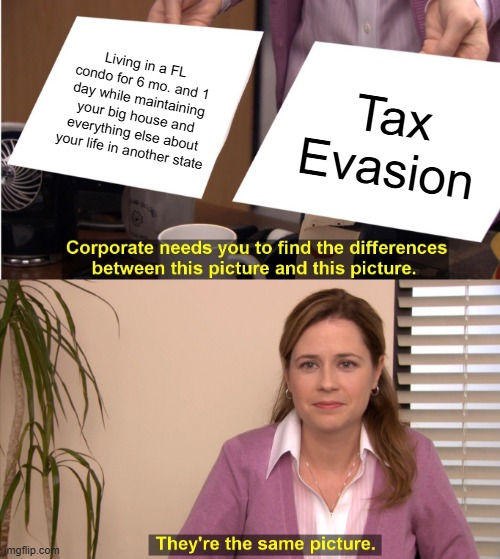 Living in a FL
condo for 6 mo. and 1
day while maintaining
your big house and
everything else about
your life in another state
Tax
Evasion
Corporate needs you to find the differences
between this picture and this picture.
They're the same picture.
imgflip.com